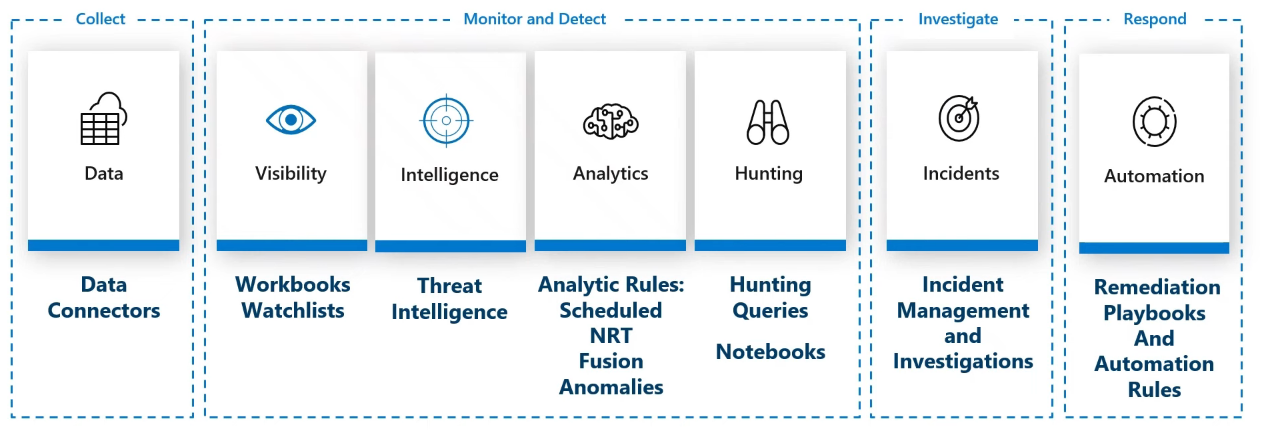 Collect
Monitor and Detect
Investigate
Respond
Data
Visibility
Intelligence
Analytics
Hunting
Incidents
Automation
Data
Connectors
Workbooks
Watchlists
Threat
Intelligence
Analytic Rules:
Scheduled
NRT
Fusion
Anomalies
Hunting
Queries
Notebooks
Incident
Management
and
Investigations
Remediation
Playbooks
And
Automation
Rules